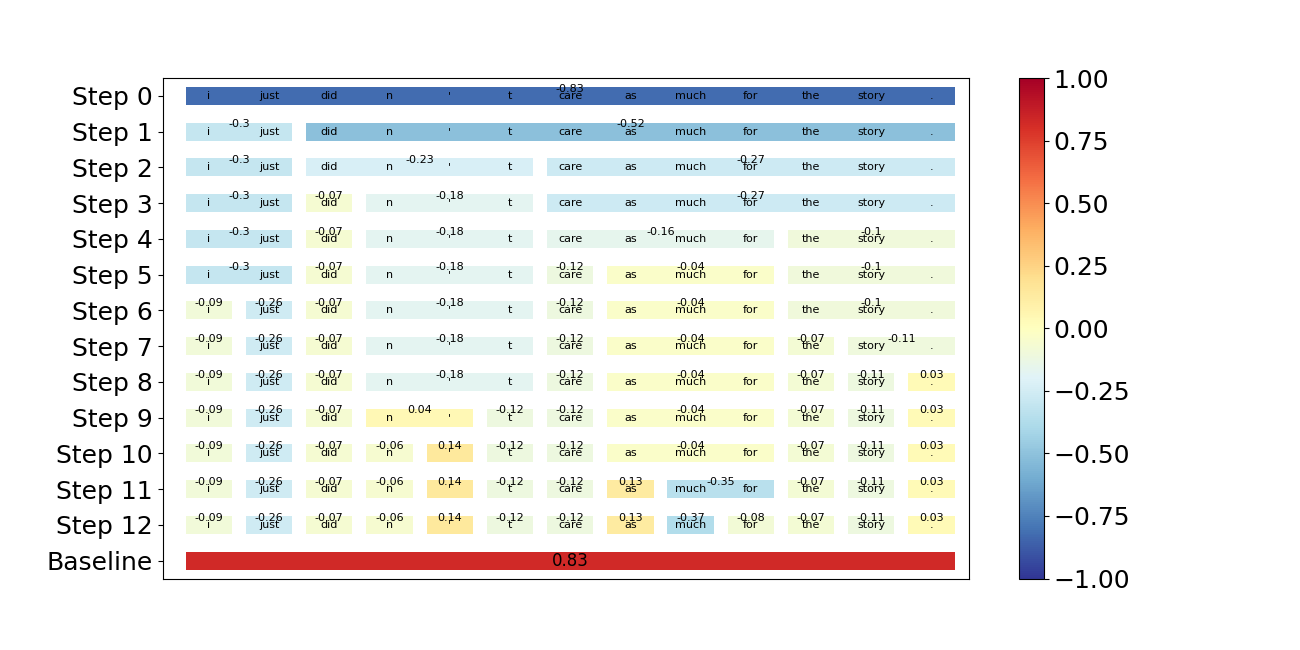 -0.83
Step 0 i just did n ' t care as much for the story .
-0.3 -0.52
Step 1 i just did n ' t care as much for the story .
-0.3 -0.23 -0.27
Step 2 i just did n ' t care as much for the story .
-0.3 -0.07 -0.18 -0.27
Step 3 i just did n ' t care as much for the story .
-0.3 -0.07 -0.18 -0.16 -0.1
Step 4 i just did n ' t care as much for the story .
-0.3 -0.07 -0.18 -0.12 -0.04 -0.1
Step 5 i just did n ' t care as much for the story .
-0.09 -0.26 -0.07 -0.18 -0.12 -0.04 -0.1
Step 6 i just did n ' t care as much for the story .
-0.09 -0.26 -0.07 -0.18 -0.12 -0.04 -0.07 -0.11
Step 7 i just did n ' t care as much for the story .
-0.09 -0.26 -0.07 -0.18 -0.12 -0.04 -0.07 -0.11 0.03
Step 8 i just did n ' t care as much for the story .
-0.09 -0.26 -0.07 0.04 -0.12 -0.12 -0.04 -0.07 -0.11 0.03
Step 9 i just did n ' t care as much for the story .
-0.09 -0.26 -0.07 -0.06 0.14 -0.12 -0.12 -0.04 -0.07 -0.11 0.03
Step 10 i just did n ' t care as much for the story .
-0.09 -0.26 -0.07 -0.06 0.14 -0.12 -0.12 0.13 -0.35 -0.07 -0.11 0.03
Step 11 i just did n ' t care as much for the story .
-0.09 -0.26 -0.07 -0.06 0.14 -0.12 -0.12 0.13 -0.37 -0.08 -0.07 -0.11 0.03
Step 12 i just did n ' t care as much for the story .
Baseline 0.83
1.00
0.75
0.50
0.25
0.00
−0.25
−0.50
−0.75
−1.00